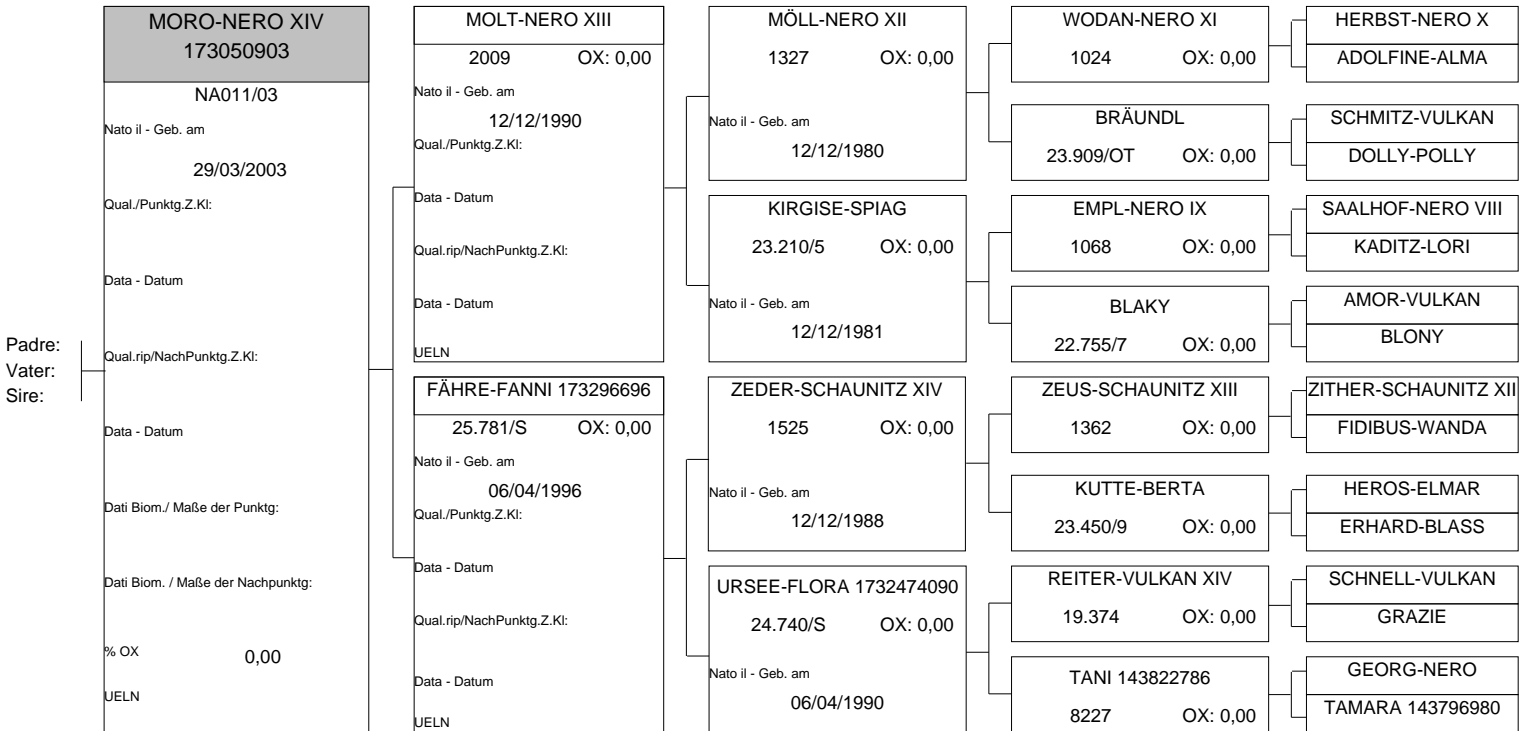 Padre:
Vater:
Sire:
MORO-NERO XIV
173050903
NA011/03
Nato il - Geb. am
29/03/2003
Qual./Punktg.Z.Kl:
Data - Datum
Qual.rip/NachPunktg.Z.Kl:
Data - Datum
Dati Biom./ Maße der Punktg:
Dati Biom. / Maße der Nachpunktg:
% OX 0,00
UELN
MOLT-NERO XIII
2009 OX: 0,00
Nato il - Geb. am
12/12/1990
Qual./Punktg.Z.Kl:
Data - Datum
Qual.rip/NachPunktg.Z.Kl:
Data - Datum
UELN
FÄHRE-FANNI 173296696
25.781/S OX: 0,00
Nato il - Geb. am
06/04/1996
Qual./Punktg.Z.Kl:
Data - Datum
Qual.rip/NachPunktg.Z.Kl:
Data - Datum
UELN
MÖLL-NERO XII
1327 OX: 0,00
Nato il - Geb. am
12/12/1980
KIRGISE-SPIAG
23.210/5 OX: 0,00
Nato il - Geb. am
12/12/1981
ZEDER-SCHAUNITZ XIV
1525 OX: 0,00
Nato il - Geb. am
12/12/1988
URSEE-FLORA 1732474090
24.740/S OX: 0,00
Nato il - Geb. am
06/04/1990
WODAN-NERO XI
1024 OX: 0,00
BRÄUNDL
23.909/OT OX: 0,00
EMPL-NERO IX
1068 OX: 0,00
BLAKY
22.755/7 OX: 0,00
ZEUS-SCHAUNITZ XIII
1362 OX: 0,00
KUTTE-BERTA
23.450/9 OX: 0,00
REITER-VULKAN XIV
19.374 OX: 0,00
TANI 143822786
8227 OX: 0,00
HERBST-NERO X
ADOLFINE-ALMA
SCHMITZ-VULKAN
DOLLY-POLLY
SAALHOF-NERO VIII
KADITZ-LORI
AMOR-VULKAN
BLONY
ZITHER-SCHAUNITZ XII
FIDIBUS-WANDA
HEROS-ELMAR
ERHARD-BLASS
SCHNELL-VULKAN
GRAZIE
GEORG-NERO
TAMARA 143796980